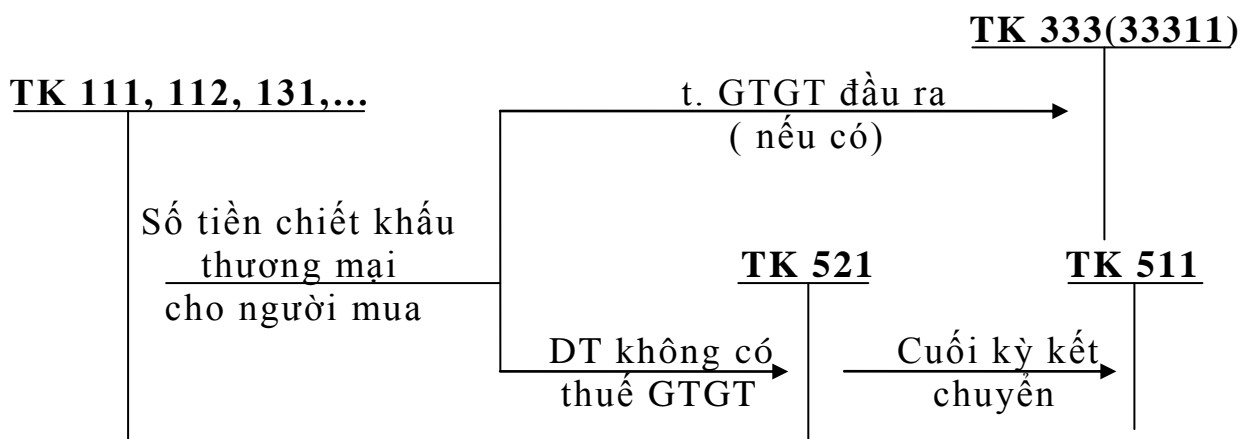 TK 333(33311)
TK 111, 112, 131,...
t. GTGT đầu ra
( nếu có)
Số tiền chiết khấu
thương mại
cho người mua
TK 521
TK 511
DT không có
thuế GTGT
Cuối kỳ kết
chuyển